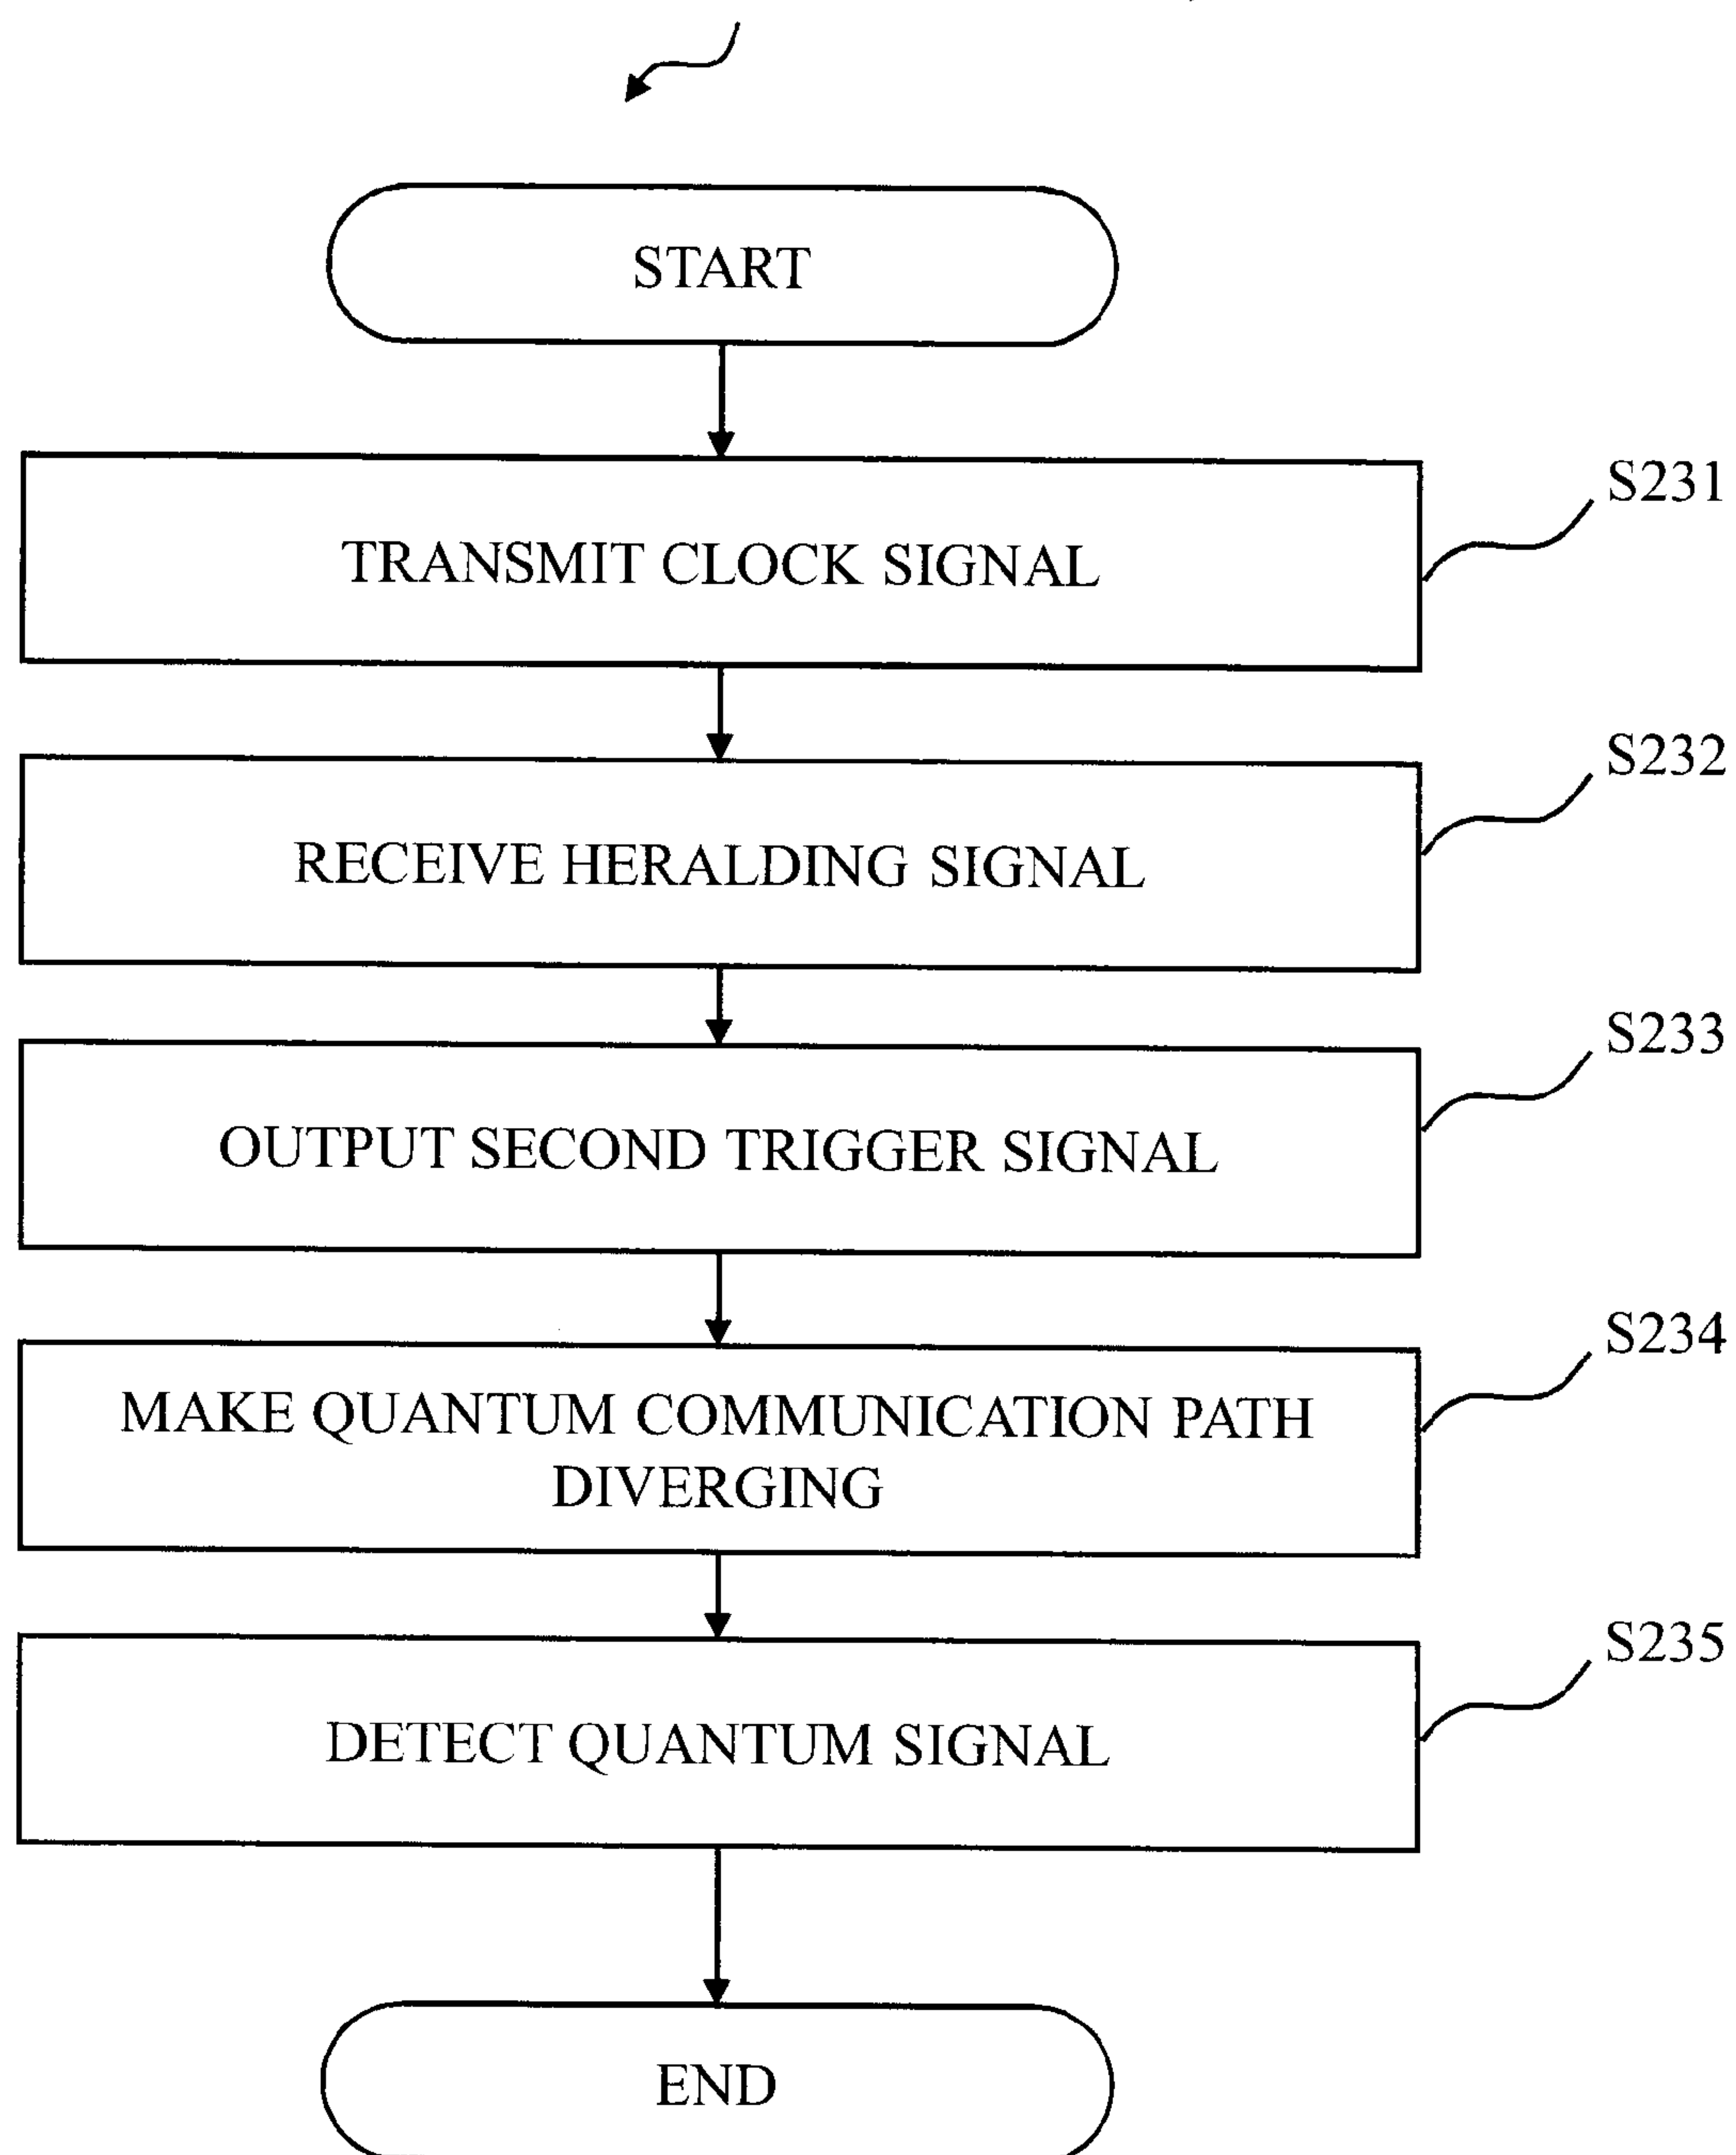 START
TRANSMIT CLOCK SIGNAL
S231
RECEIVE HERALDING SIGNAL
S232
OUTPUT SECOND TRIGGER SIGNAL
S233
MAKE QUANTUM COMMUNICATION PATH
DIVERGING
S234
DETECT QUANTUM SIGNAL
S235
END